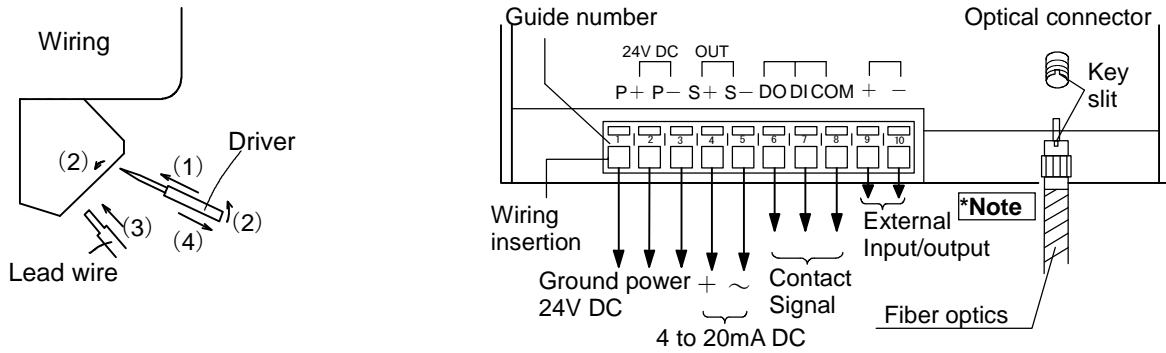 Wiring
(2)
(1)
Driver
(3)
(4)
(2)
Lead wire
Guide number
Optical connector
24V DC OUT
P+ P− S+ S− DO DI COM + −
Key
slit
1 2 3 4 5 6 7 8 9 10
Wiring
insertion
External
Input/output
*Note
Ground power
24V DC
+ ~
Contact
Signal
4 to 20mA DC
Fiber optics